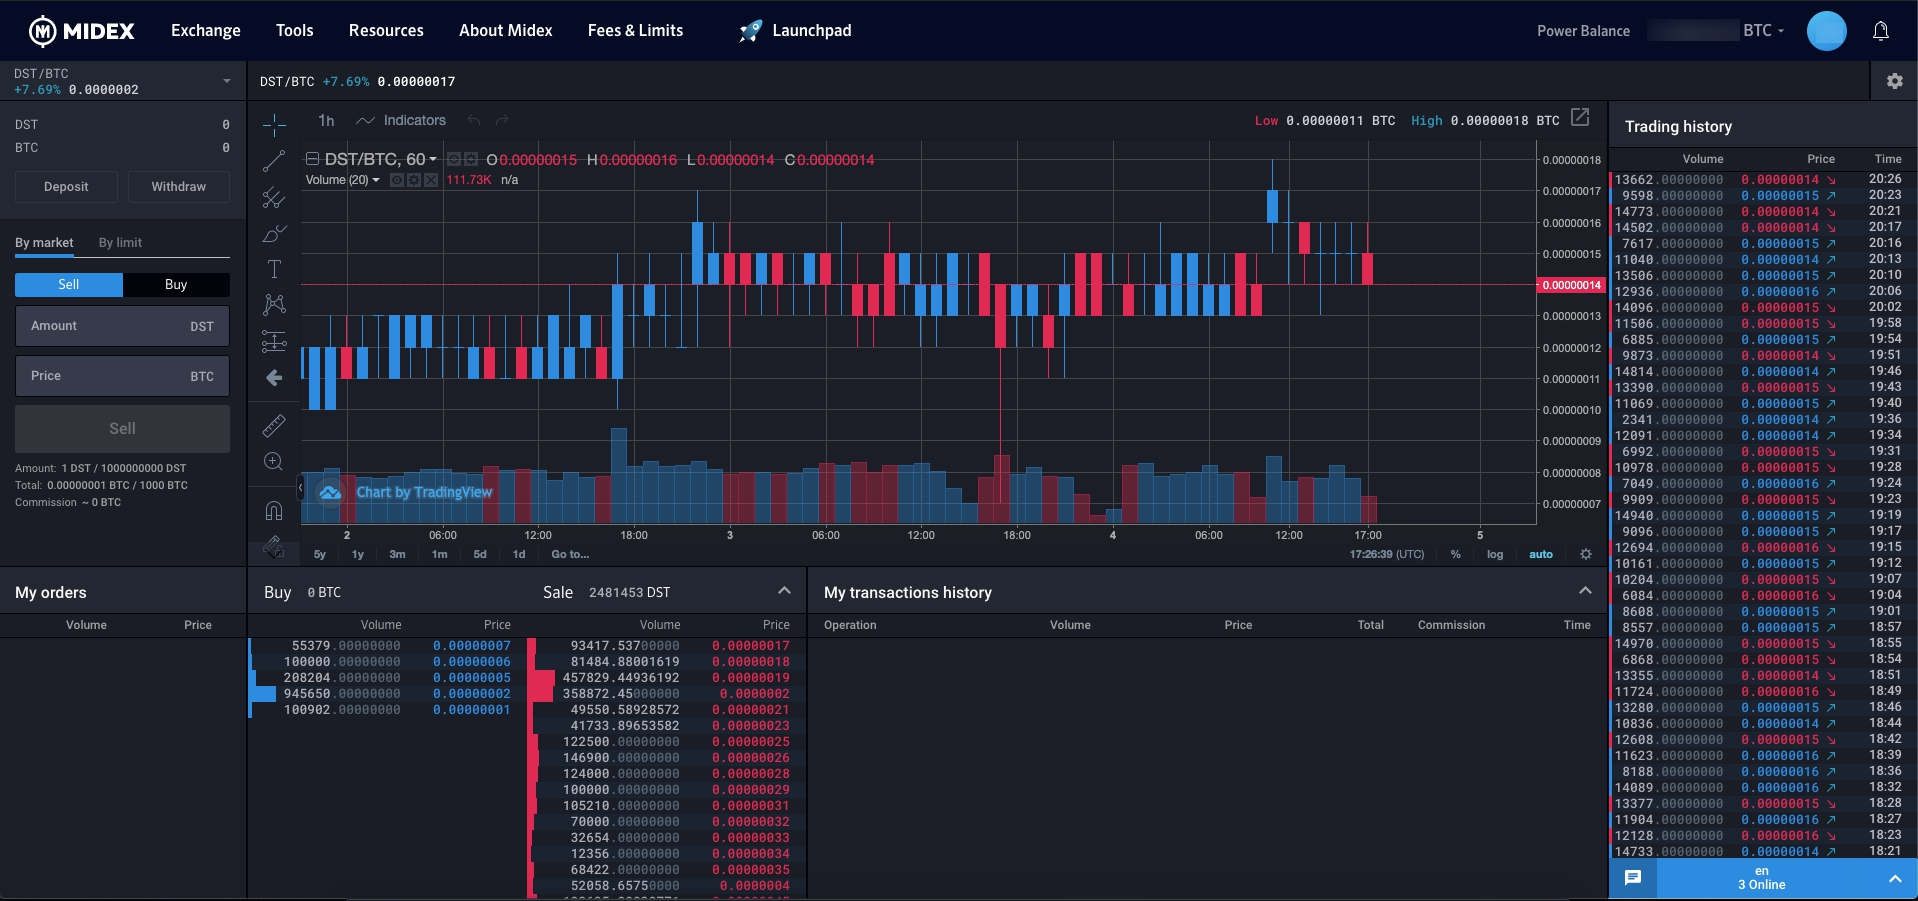 MIDEX Exchange Tools Resources About Midex Fees & Limits Launchpad Power Balance BTC
DST/BTC
+7.69% 0.0000002
DST/BTC +7.69% 0.00000017
DST 0
BTC 0
Deposit Withdraw
By market By limit
Sell Buy
Amount DST
Price BTC
Sell
Amount: 1 DST / 1000000000 DST
Total: 0.00000001 BTC / 1000 BTC
Commission ~ 0 BTC
1h Indicators Low 0.00000011 BTC High 0.00000018 BTC
DST/BTC, 60 O0.00000015 H0.00000016 L0.00000014 C0.00000014
Volume (20) 111.73K n/a
0.00000018
0.00000017
0.00000016
0.00000015
0.00000014
0.00000013
0.00000012
0.00000011
0.00000010
0.00000009
0.00000008
0.00000007
Chart by TradingView
2 06:00 12:00 18:00 3 06:00 12:00 18:00 4 06:00 12:00 17:00 5
5y 1y 3m 1m 5d 1d Go to... 17:26:39 (UTC) % log auto
My orders
Volume Price
Buy 0 BTC
Volume Price
55379.00000000 0.00000007
100000.00000000 0.00000006
208204.00000000 0.00000005
945650.00000000 0.00000002
100902.00000000 0.00000001
Sale 2481453 DST
Volume Price
93417.53700000 0.00000017
81484.88001619 0.00000018
457829.44936192 0.00000019
358872.45000000 0.0000002
49550.58928572 0.00000021
41733.89653582 0.00000023
122500.00000000 0.00000025
146900.00000000 0.00000026
124000.00000000 0.00000028
100000.00000000 0.00000029
105210.00000000 0.00000031
70000.00000000 0.00000032
32654.00000000 0.00000033
12356.00000000 0.00000034
68422.00000000 0.00000035
52058.65750000 0.0000004
My transactions history
Operation Volume Price Total Commission Time
Trading history
Volume Price Time
13662.00000000 0.00000014 20:26
9598.00000000 0.00000015 20:23
14773.00000000 0.00000014 20:21
14502.00000000 0.00000014 20:17
7617.00000000 0.00000015 20:16
11040.00000000 0.00000014 20:13
13506.00000000 0.00000015 20:10
12936.00000000 0.00000016 20:06
14096.00000000 0.00000015 20:02
11506.00000000 0.00000015 19:58
6885.00000000 0.00000015 19:54
9873.00000000 0.00000014 19:51
14814.00000000 0.00000014 19:46
13390.00000000 0.00000015 19:43
11069.00000000 0.00000015 19:40
2341.00000000 0.00000014 19:36
12091.00000000 0.00000014 19:34
6992.00000000 0.00000015 19:31
10978.00000000 0.00000015 19:28
7049.00000000 0.00000016 19:24
9909.00000000 0.00000015 19:23
14940.00000000 0.00000015 19:19
9096.00000000 0.00000015 19:17
12694.00000000 0.00000016 19:15
10161.00000000 0.00000015 19:12
10204.00000000 0.00000015 19:07
6084.00000000 0.00000016 19:04
8608.00000000 0.00000015 19:01
8557.00000000 0.00000015 18:57
14970.00000000 0.00000015 18:55
6868.00000000 0.00000015 18:54
13355.00000000 0.00000014 18:51
11724.00000000 0.00000016 18:49
13280.00000000 0.00000015 18:46
10836.00000000 0.00000014 18:44
12608.00000000 0.00000015 18:42
11623.00000000 0.00000016 18:39
8188.00000000 0.00000016 18:36
14089.00000000 0.00000016 18:32
13377.00000000 0.00000015 18:28
11904.00000000 0.00000016 18:27
12128.00000000 0.00000016 18:23
14733.00000000 0.00000014 18:21
en
3 Online